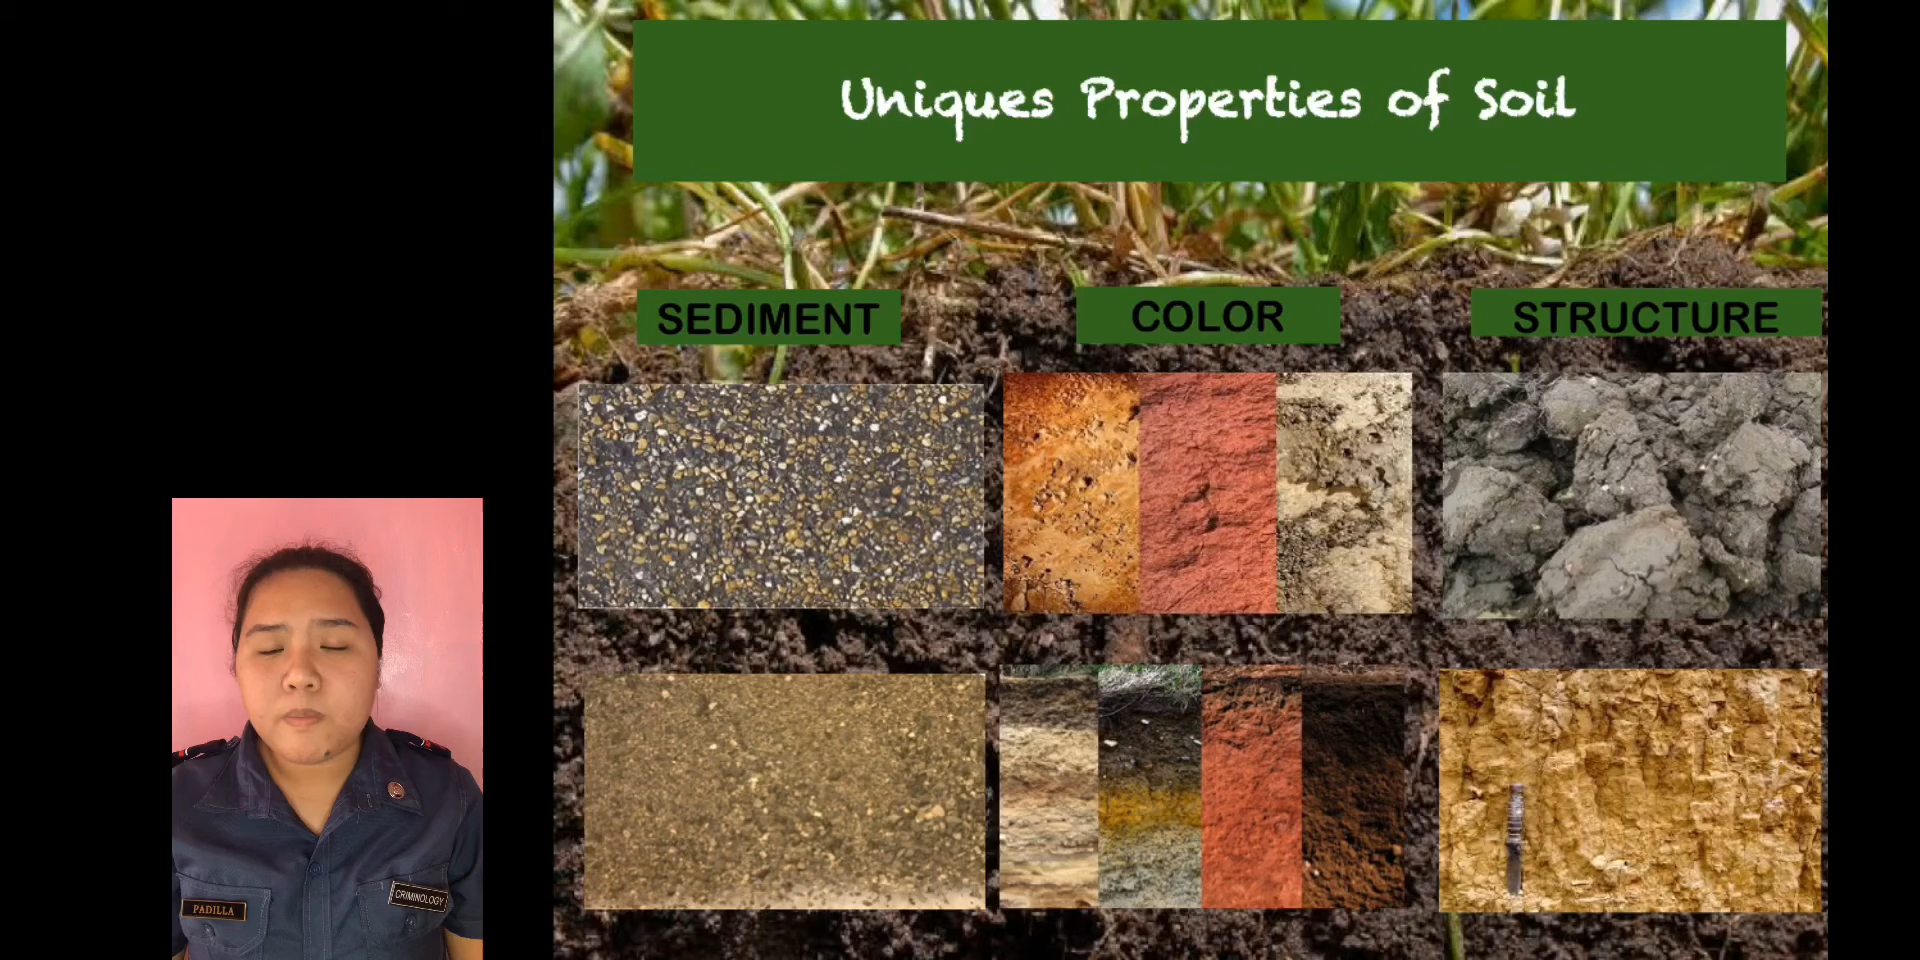 Uniques Properties of Soil
SEDIMENT
COLOR
STRUCTURE
PADILLA
CRIMINOLOGY